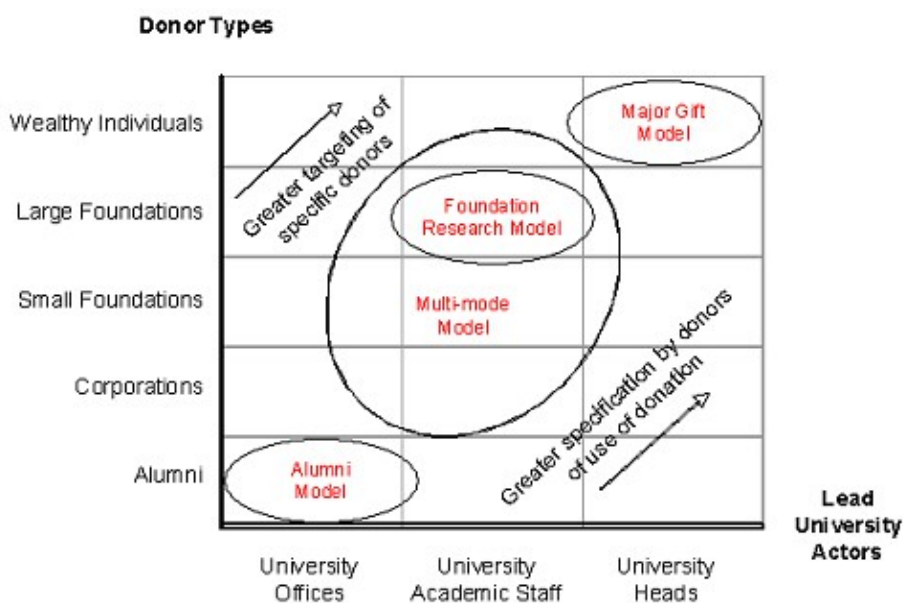 Donor Types
Wealthy Individuals
Large Foundations
Small Foundations
Corporations
Alumni
Greater targeting of
specific donors
Major Gift
Model
Foundation
Research Model
Multi-mode
Model
Alumni
Model
Greater specification by donors
of use of donation
Lead
University
Actors
University
Offices
University
Academic Staff
University
Heads